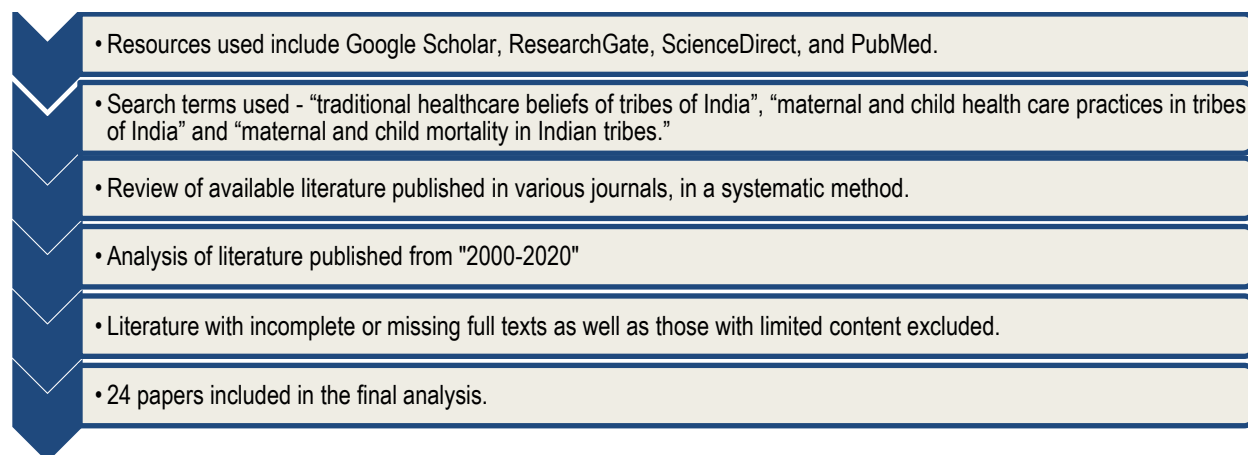 • Resources used include Google Scholar, ResearchGate, ScienceDirect, and PubMed.
• Search terms used - “traditional healthcare beliefs of tribes of India”, “maternal and child health care practices in tribes
of India” and “maternal and child mortality in Indian tribes.”
• Review of available literature published in various journals, in a systematic method.
• Analysis of literature published from "2000-2020"
• Literature with incomplete or missing full texts as well as those with limited content excluded.
• 24 papers included in the final analysis.